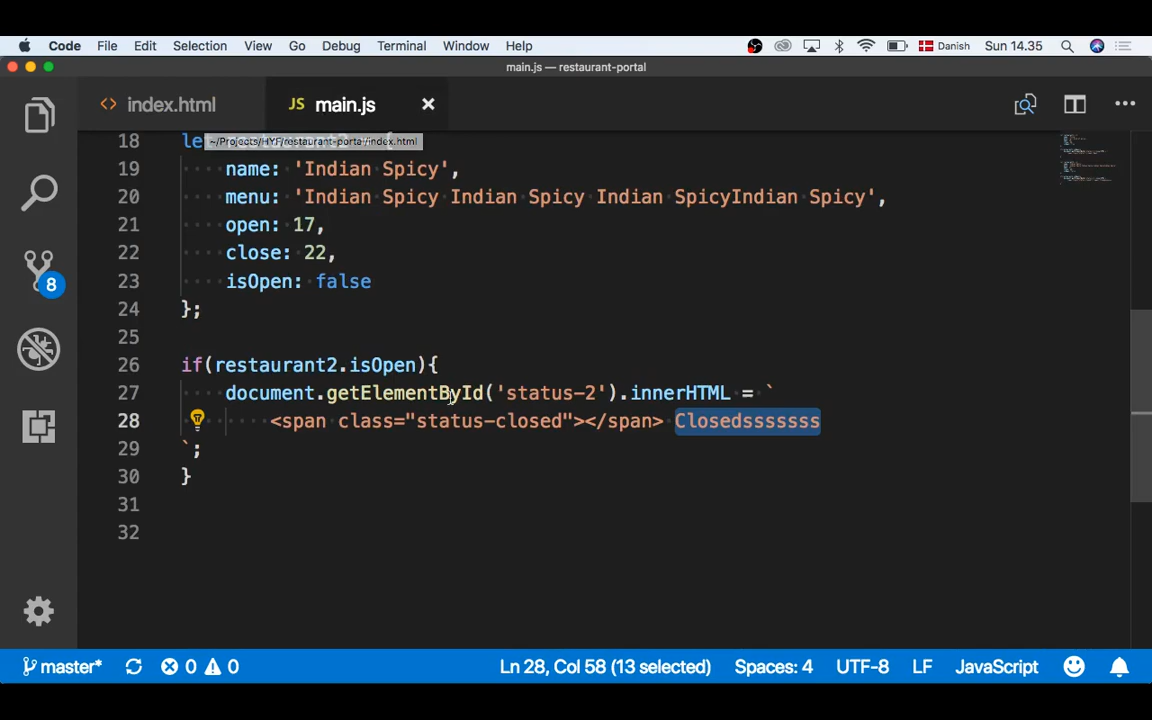 Code File Edit Selection View Go Debug Terminal Window Help Danish Sun 14.35
main.js — restaurant-portal
index.html JS main.js
~/Projects/HYF/restaurant-portal/index.html
18 le {
19 name: 'Indian Spicy',
20 menu: 'Indian Spicy Indian Spicy Indian SpicyIndian Spicy',
21 open: 17,
22 close: 22,
23 isOpen: false
24 };
25
26 if(restaurant2.isOpen){
27 document.getElementById('status-2').innerHTML = `
28 <span class="status-closed"></span> Closedsssssss
29 `;
30 }
31
32
8
master* 0 0 Ln 28, Col 58 (13 selected) Spaces: 4 UTF-8 LF JavaScript